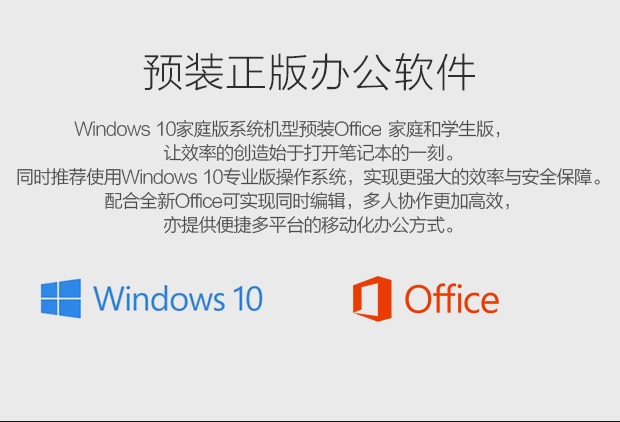 预装正版办公软件
Windows 10家庭版系统机型预装Office 家庭和学生版，
让效率的创造始于打开笔记本的一刻。
同时推荐使用Windows 10专业版操作系统，实现更强大的效率与安全保障。
配合全新Office可实现同时编辑，多人协作更加高效，
亦提供便捷多平台的移动化办公方式。
Windows 10
Office